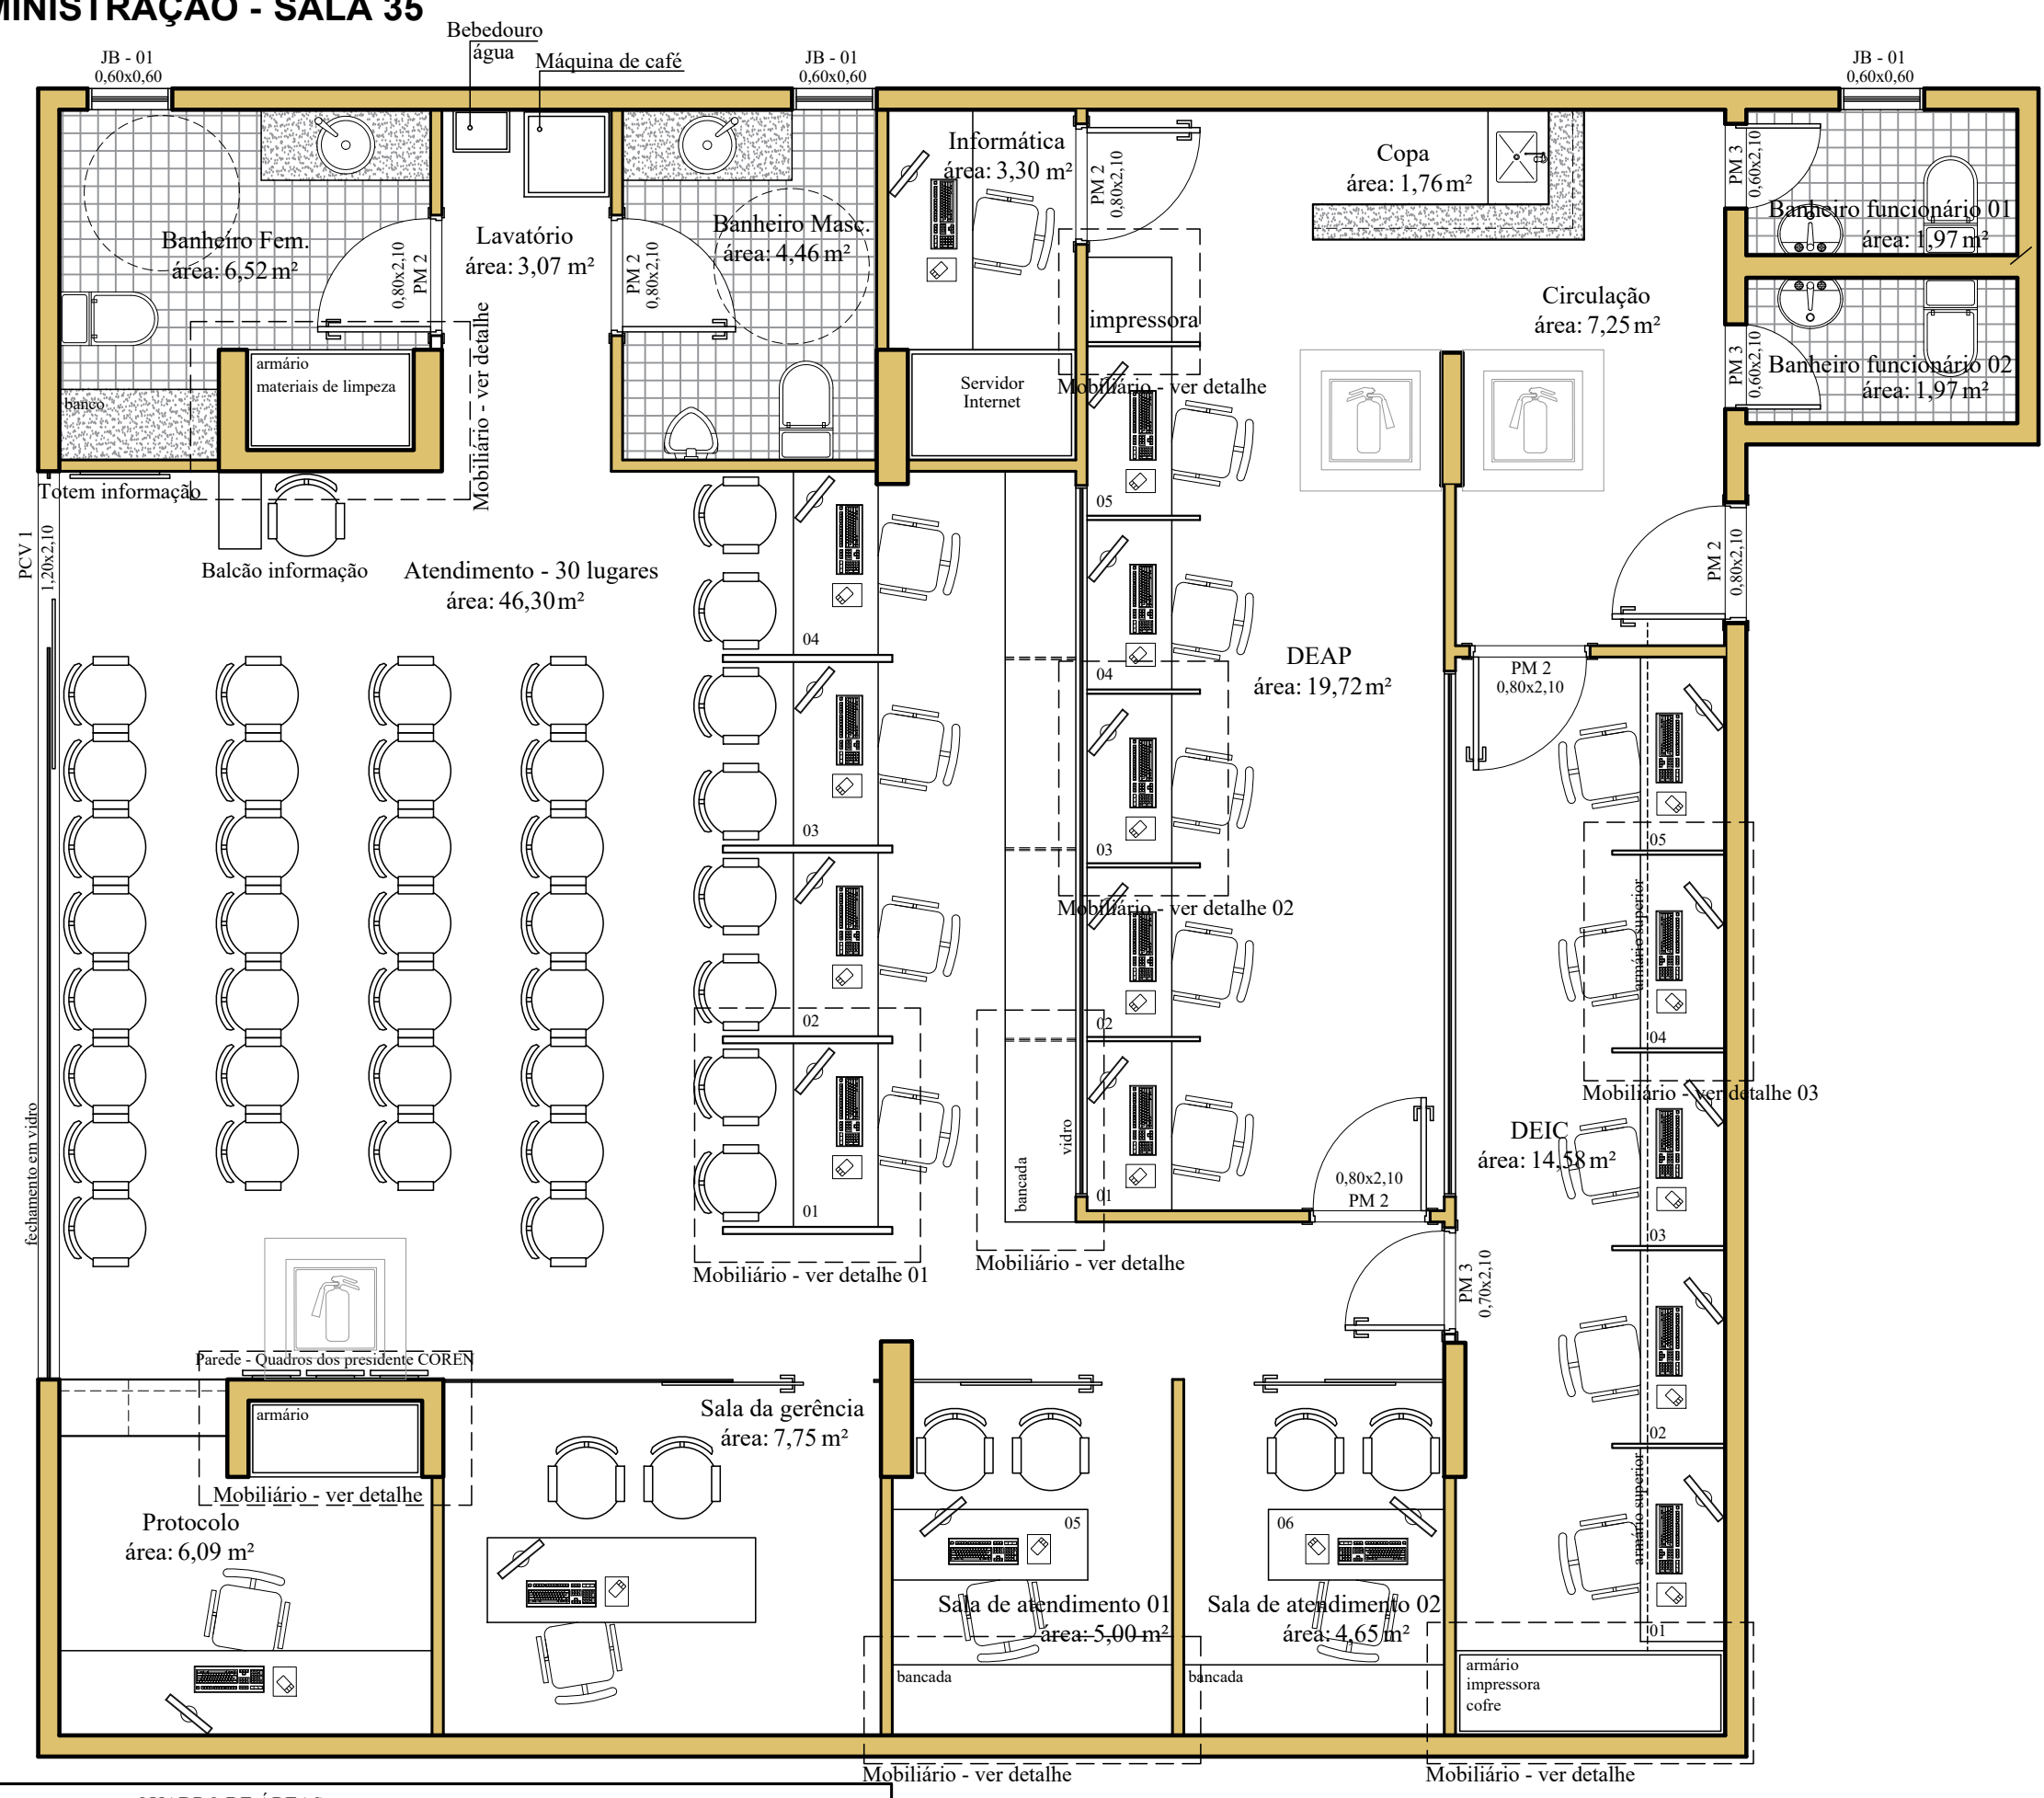 MINISTRAÇÃO - SALA 35
Bebedouro
água
Máquina de café
JB - 01
0,60x0,60
JB - 01
0,60x0,60
JB - 01
0,60x0,60
Informática
área: 3,30 m²
PM 2
0,80x2,10
Copa
área: 1,76 m²
PM 3
0,60x2,10
Banheiro funcionário 01
área: 1,97 m²
Banheiro Fem.
área: 6,52 m²
0,80x2,10
PM 2
Lavatório
área: 3,07 m²
PM 2
0,80x2,10
Banheiro Masc.
área: 4,46 m²
Circulação
área: 7,25 m²
impressora
Mobiliário - ver detalhe
PM 3
0,60x2,10
Banheiro funcionário 02
área: 1,97 m²
armário
materiais de limpeza
banco
Mobiliário - ver detalhe
Servidor
Internet
Totem informação
PCV 1
1,20x2,10
Balcão informação
Atendimento - 30 lugares
área: 46,30 m²
05
04
03
02
01
04
03
02
01
DEAP
área: 19,72 m²
Mobiliário - ver detalhe 02
PM 2
0,80x2,10
PM 2
0,80x2,10
05
04
03
02
01
armário superior
armário superior
Mobiliário - ver detalhe 03
DEIC
área: 14,58 m²
fechamento em vidro
vidro
bancada
0,80x2,10
PM 2
PM 3
0,70x2,10
Mobiliário - ver detalhe 01
Mobiliário - ver detalhe
Parede - Quadros dos presidente COREN
armário
Mobiliário - ver detalhe
Sala da gerência
área: 7,75 m²
Protocolo
área: 6,09 m²
05
06
Sala de atendimento 01
área: 5,00 m²
Sala de atendimento 02
área: 4,65 m²
bancada
bancada
armário
impressora
cofre
Mobiliário - ver detalhe
Mobiliário - ver detalhe